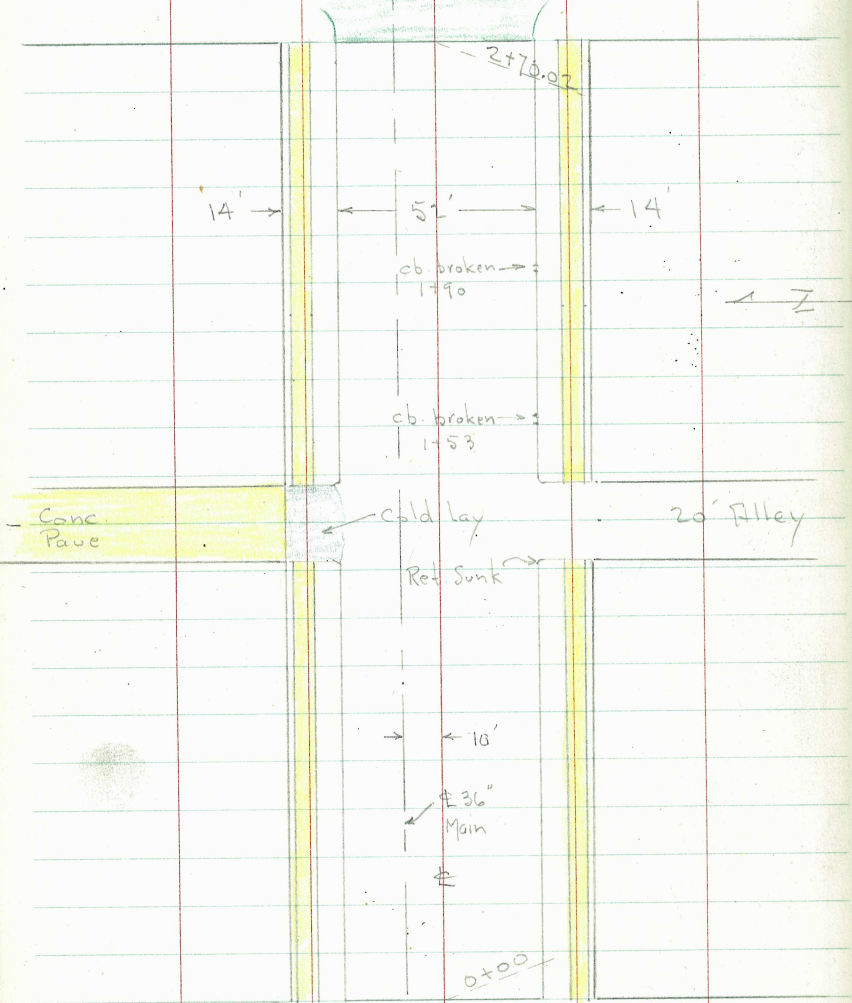 2+70.02
14' 52' 14'
cb. broken
1+90
N
cb. broken
1+53
Conc.
Pave
Cold lay
20' Alley
Ret. Sunk
10'
℄ 36"
Main
℄
0+00